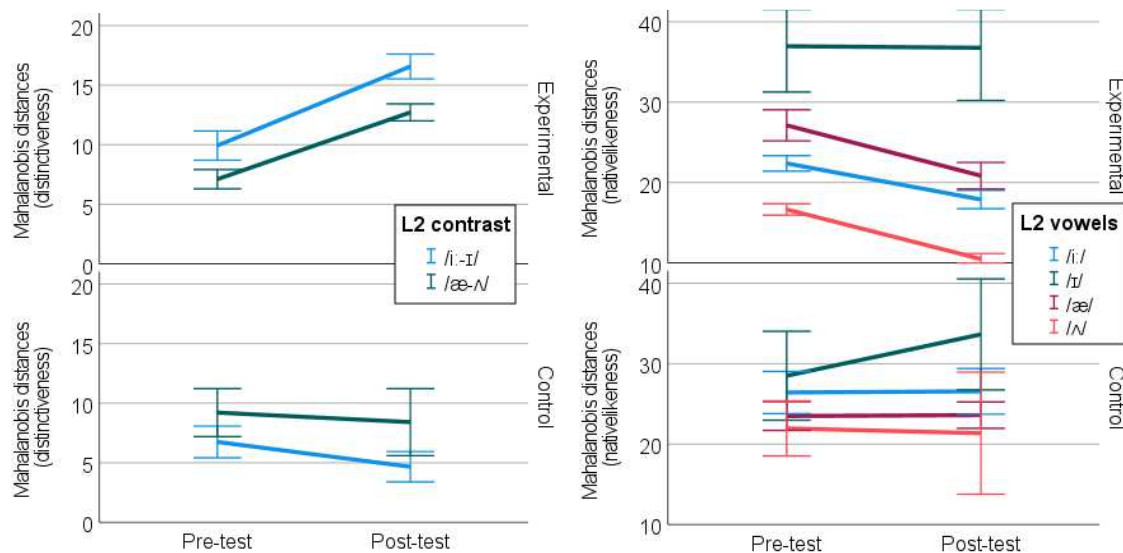 20
15
10
5
0
Mahalanobis distances
(distinctiveness)
Experimental
L2 contrast
/iː-ɪ/
/æ-ʌ/
20
15
10
5
0
Mahalanobis distances
(distinctiveness)
Control
Pre-test
Post-test
40
30
20
10
Mahalanobis distances
(nativelikeness)
Experimental
L2 vowels
/iː/
/ɪ/
/æ/
/ʌ/
40
30
20
10
Mahalanobis distances
(nativelikeness)
Control
Pre-test
Post-test